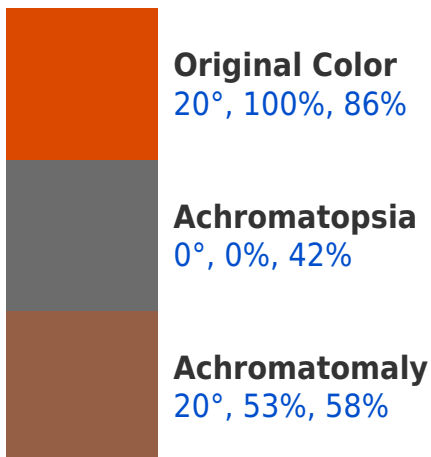 Original Color
20°, 100%, 86%
Achromatopsia
0°, 0%, 42%
Achromatomaly
20°, 53%, 58%